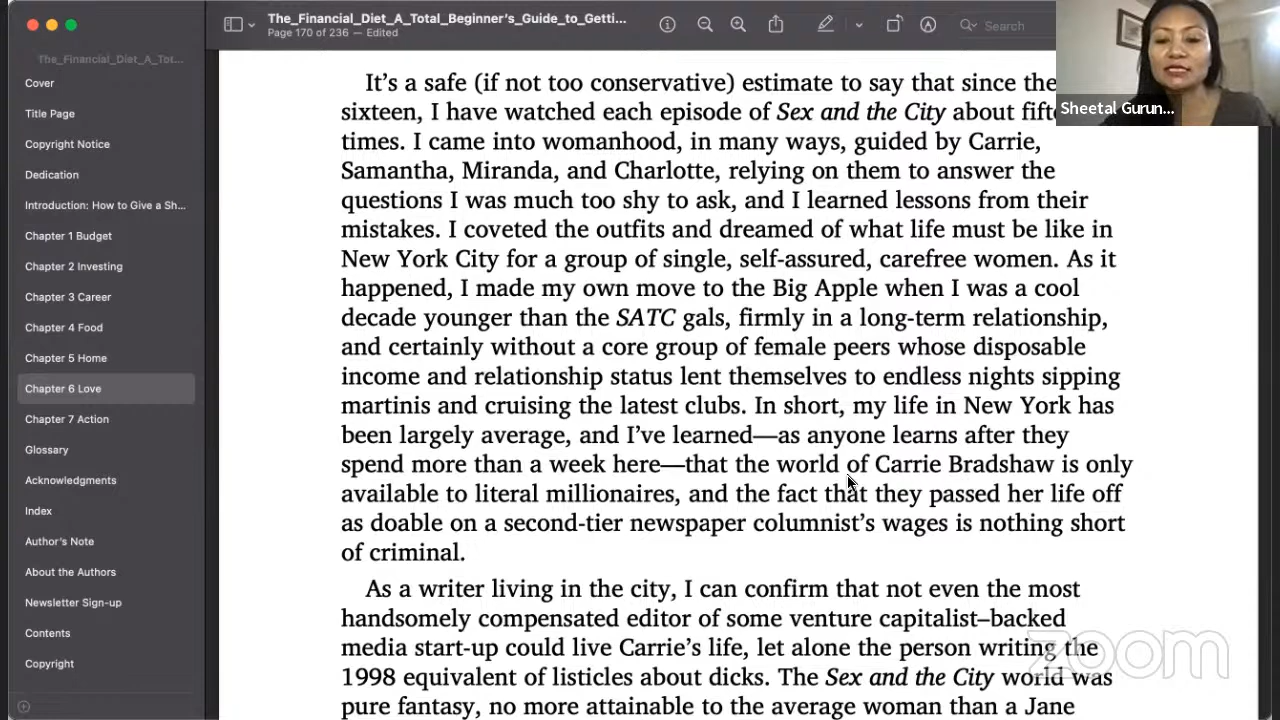 The_Financial_Diet_A_Total_Beginner's_Guide_to_Getti...
Page 170 of 236 — Edited
Search
The_Financial_Diet_A_Tot...
Cover
Title Page
Copyright Notice
Dedication
Introduction: How to Give a Sh...
Chapter 1 Budget
Chapter 2 Investing
Chapter 3 Career
Chapter 4 Food
Chapter 5 Home
Chapter 6 Love
Chapter 7 Action
Glossary
Acknowledgments
Index
Author's Note
About the Authors
Newsletter Sign-up
Contents
Copyright
It's a safe (if not too conservative) estimate to say that since the
sixteen, I have watched each episode of Sex and the City about fifte
times. I came into womanhood, in many ways, guided by Carrie,
Samantha, Miranda, and Charlotte, relying on them to answer the
questions I was much too shy to ask, and I learned lessons from their
mistakes. I coveted the outfits and dreamed of what life must be like in
New York City for a group of single, self-assured, carefree women. As it
happened, I made my own move to the Big Apple when I was a cool
decade younger than the SATC gals, firmly in a long-term relationship,
and certainly without a core group of female peers whose disposable
income and relationship status lent themselves to endless nights sipping
martinis and cruising the latest clubs. In short, my life in New York has
been largely average, and I've learned—as anyone learns after they
spend more than a week here—that the world of Carrie Bradshaw is only
available to literal millionaires, and the fact that they passed her life off
as doable on a second-tier newspaper columnist's wages is nothing short
of criminal.
As a writer living in the city, I can confirm that not even the most
handsomely compensated editor of some venture capitalist–backed
media start-up could live Carrie's life, let alone the person writing the
1998 equivalent of listicles about dicks. The Sex and the City world was
pure fantasy, no more attainable to the average woman than a Jane
Sheetal Gurun...
zoom